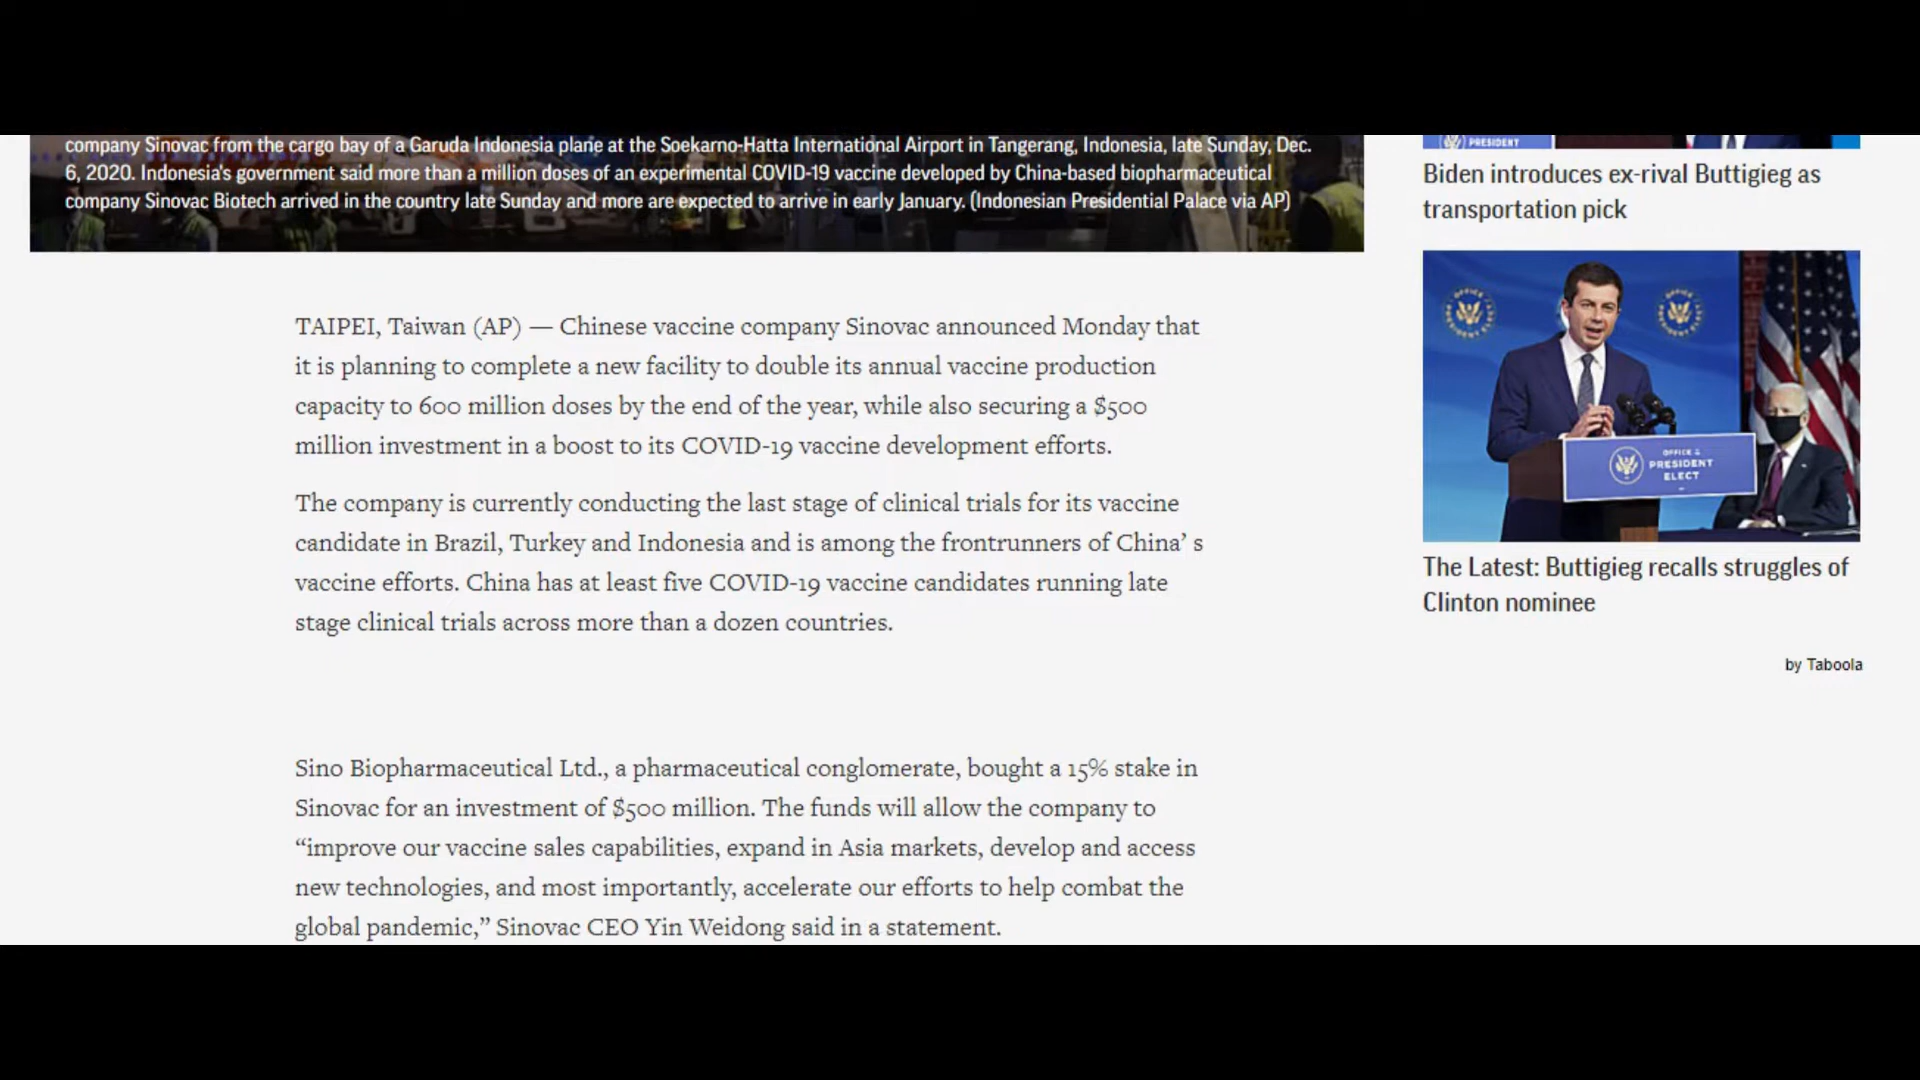 company Sinovac from the cargo bay of a Garuda Indonesia plane at the Soekarno-Hatta International Airport in Tangerang, Indonesia, late Sunday, Dec.
6, 2020. Indonesia's government said more than a million doses of an experimental COVID-19 vaccine developed by China-based biopharmaceutical
company Sinovac Biotech arrived in the country late Sunday and more are expected to arrive in early January. (Indonesian Presidential Palace via AP)
TAIPEI, Taiwan (AP) — Chinese vaccine company Sinovac announced Monday that
it is planning to complete a new facility to double its annual vaccine production
capacity to 600 million doses by the end of the year, while also securing a $500
million investment in a boost to its COVID-19 vaccine development efforts.
The company is currently conducting the last stage of clinical trials for its vaccine
candidate in Brazil, Turkey and Indonesia and is among the frontrunners of China’ s
vaccine efforts. China has at least five COVID-19 vaccine candidates running late
stage clinical trials across more than a dozen countries.
Sino Biopharmaceutical Ltd., a pharmaceutical conglomerate, bought a 15% stake in
Sinovac for an investment of $500 million. The funds will allow the company to
“improve our vaccine sales capabilities, expand in Asia markets, develop and access
new technologies, and most importantly, accelerate our efforts to help combat the
global pandemic,” Sinovac CEO Yin Weidong said in a statement.
PRESIDENT
Biden introduces ex-rival Buttigieg as
transportation pick
PRESIDENT
ELECT
The Latest: Buttigieg recalls struggles of
Clinton nominee
by Taboola